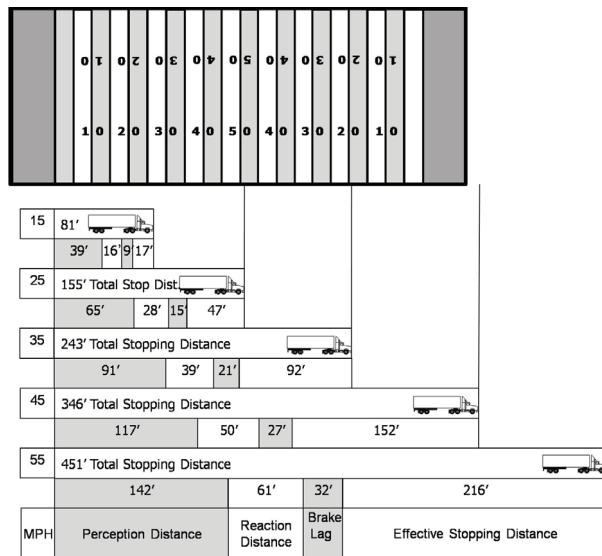 1 0 2 0 3 0 4 0 5 0 4 0 3 0 2 0 1 0
1 0 2 0 3 0 4 0 5 0 4 0 3 0 2 0 1 0
15 81′
39′ 16′ 9′ 17′
25 155′ Total Stop Dist.
65′ 28′ 15′ 47′
35 243′ Total Stopping Distance
91′ 39′ 21′ 92′
45 346′ Total Stopping Distance
117′ 50′ 27′ 152′
55 451′ Total Stopping Distance
142′ 61′ 32′ 216′
MPH Perception Distance
Reaction
Distance
Brake
Lag
Effective Stopping Distance